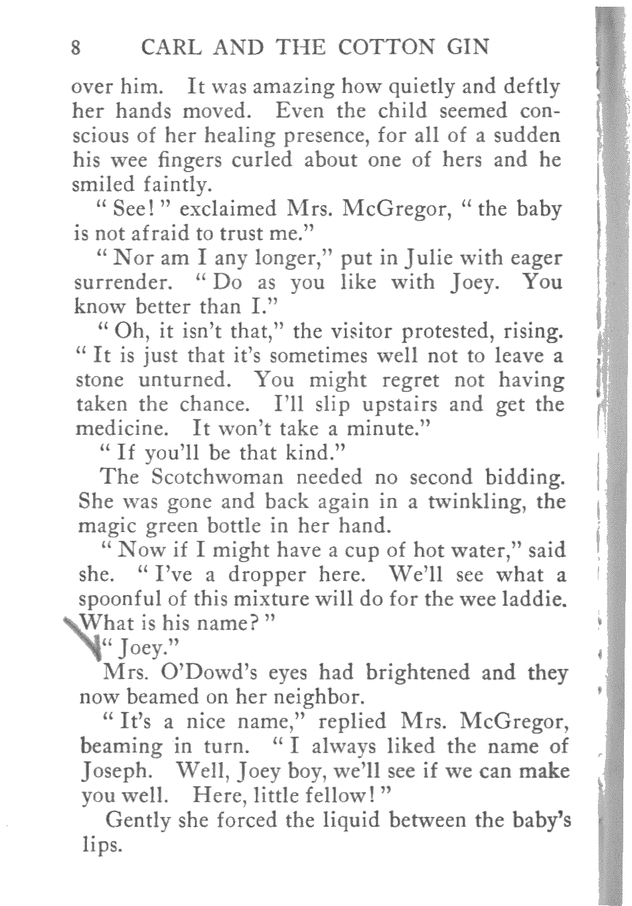 8 CARL AND THE COTTON GIN
over him. It was amazing how quietly and deftly
her hands moved. Even the child seemed con-
scious of her healing presence, for all of a sudden
his wee fingers curled about one of hers and he
smiled faintly.
“ See! ” exclaimed Mrs. McGregor, “ the baby
is not afraid to trust me.”
“ Nor am I any longer,” put in Julie with eager
surrender. “ Do as you like with Joey. You
know better than I.”
“ Oh, it isn’t that,” the visitor protested, rising.
“ It is just that it’s sometimes well not to leave a
stone unturned. You might regret not having
taken the chance. I’ll slip upstairs and get the
medicine. It won’t take a minute.”
“ If you’ll be that kind.”
The Scotchwoman needed no second bidding.
She was gone and back again in a twinkling, the
magic green bottle in her hand.
“ Now if I might have a cup of hot water,” said
she. “ I’ve a dropper here. We’ll see what a
spoonful of this mixture will do for the wee laddie.
What is his name? ”
“ Joey.”
Mrs. O’Dowd’s eyes had brightened and they
now beamed on her neighbor.
“ It’s a nice name,” replied Mrs. McGregor,
beaming in turn. “ I always liked the name of
Joseph. Well, Joey boy, we’ll see if we can make
you well. Here, little fellow! ”
Gently she forced the liquid between the baby’s
lips.